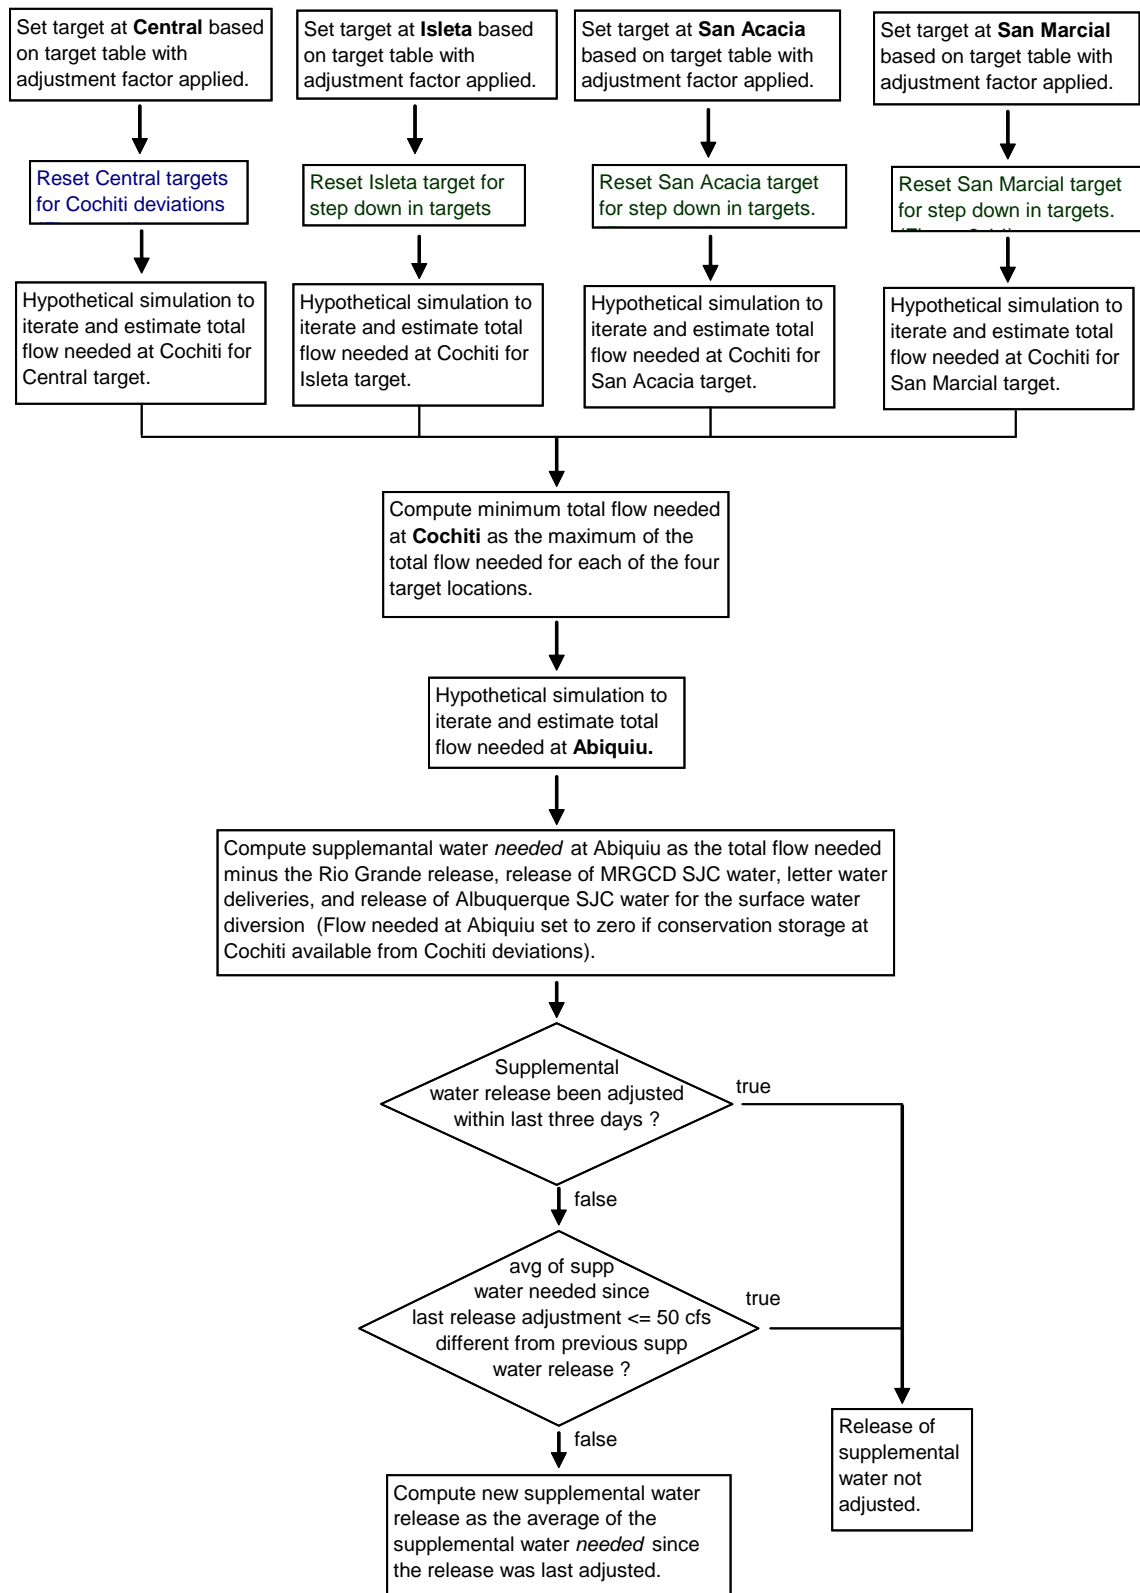 Set target at Central based
on target table with
adjustment factor applied.
Set target at Isleta based
on target table with
adjustment factor applied.
Set target at San Acacia
based on target table with
adjustment factor applied.
Set target at San Marcial
based on target table with
adjustment factor applied.
Reset Central targets
for Cochiti deviations
Reset Isleta target for
step down in targets
Reset San Acacia target
for step down in targets.
Reset San Marcial target
for step down in targets.
Hypothetical simulation to
iterate and estimate total
flow needed at Cochiti for
Central target.
Hypothetical simulation to
iterate and estimate total
flow needed at Cochiti for
Isleta target.
Hypothetical simulation to
iterate and estimate total
flow needed at Cochiti for
San Acacia target.
Hypothetical simulation to
iterate and estimate total
flow needed at Cochiti for
San Marcial target.
Compute minimum total flow needed
at Cochiti as the maximum of the
total flow needed for each of the four
target locations.
Hypothetical simulation to
iterate and estimate total
flow needed at Abiquiu.
Compute supplemantal water needed at Abiquiu as the total flow needed
minus the Rio Grande release, release of MRGCD SJC water, letter water
deliveries, and release of Albuquerque SJC water for the surface water
diversion (Flow needed at Abiquiu set to zero if conservation storage at
Cochiti available from Cochiti deviations).
Supplemental
water release been adjusted
within last three days ?
true
false
avg of supp
water needed since
last release adjustment <= 50 cfs
different from previous supp
water release ?
true
false
Release of
supplemental
water not
adjusted.
Compute new supplemental water
release as the average of the
supplemental water needed since
the release was last adjusted.